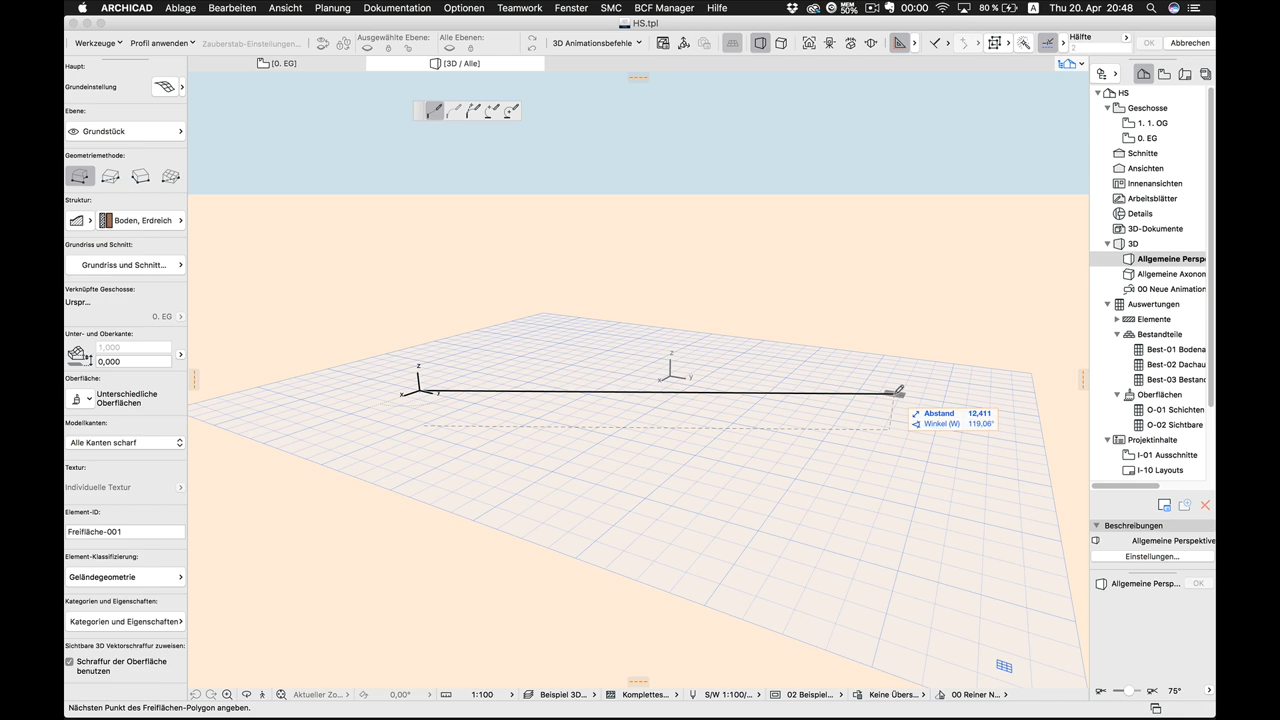 ARCHICAD Ablage Bearbeiten Ansicht Planung Dokumentation Optionen Teamwork Fenster SMC BCF Manager Hilfe 00:00 80 % A Thu 20. Apr 20:48
HS.tpl
Werkzeuge Profil anwenden Zauberstab-Einstellungen... Ausgewählte Ebene: Alle Ebenen: 3D Animationsbefehle Hälfte 2 OK Abbrechen
[0. EG] [3D / Alle]
Haupt:
Grundeinstellung
Ebene:
Grundstück
Geometriemethode:
Struktur:
Boden, Erdreich
Grundriss und Schnitt:
Grundriss und Schnitt...
Verknüpfte Geschosse:
Urspr...
0. EG
Unter- und Oberkante:
1,000
0,000
Oberfläche:
Unterschiedliche
Oberflächen
Modellkanten:
Alle Kanten scharf
Textur:
Individuelle Textur
Element-ID:
Freifläche-001
Element-Klassifizierung:
Geländegeometrie
Kategorien und Eigenschaften:
Kategorien und Eigenschaften
Sichtbare 3D Vektorschraffur zuweisen:
Schraffur der Oberfläche
benutzen
z
x
y
z
x
y
Abstand 12,411
Winkel (W) 119,06°
HS
Geschosse
1. 1. OG
0. EG
Schnitte
Ansichten
Innenansichten
Arbeitsblätter
Details
3D-Dokumente
3D
Allgemeine Perspe
Allgemeine Axonom
00 Neue Animation
Auswertungen
Elemente
Bestandteile
Best-01 Bodena
Best-02 Dachau
Best-03 Bestand
Oberflächen
O-01 Schichten
O-02 Sichtbare
Projektinhalte
I-01 Ausschnitte
I-10 Layouts
Beschreibungen
Allgemeine Perspektive
Einstellungen...
Allgemeine Persp... OK
Aktueller Zo... 0,00° 1:100 Beispiel 3D... Komplettes... S/W 1:100/... 02 Beispiel... Keine Übers... 00 Reiner N... 75°
Nächsten Punkt des Freiflächen-Polygon angeben.